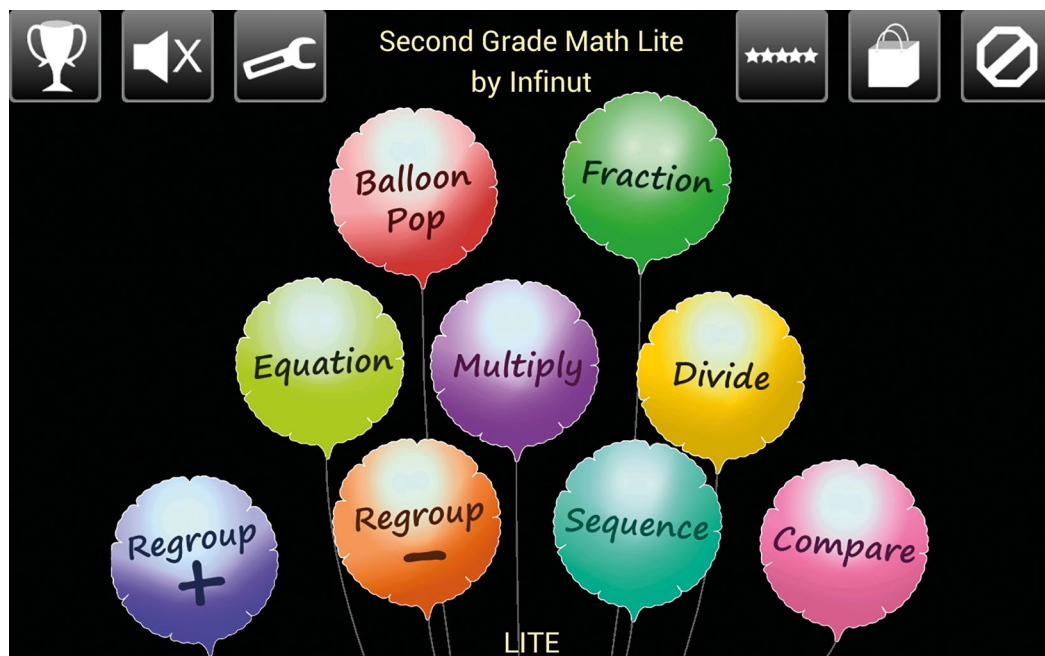 X
Second Grade Math Lite
by Infinut
Balloon
Pop
Fraction
Equation
Multiply
Divide
Regroup
+
Regroup
−
Sequence
Compare
LITE